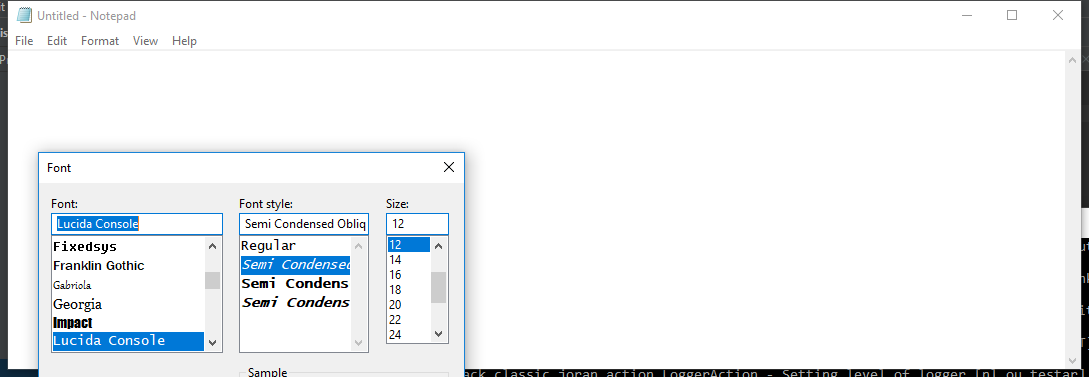 Untitled - Notepad
File Edit Format View Help
Font
Font: Font style: Size:
Lucida Console Semi Condensed Obliq 12
Fixedsys Regular 12
Franklin Gothic Semi Condensed 14
Gabriola Semi Condens 16
Georgia Semi Condens 18
Impact 20
Lucida Console 22
24
Sample
ack.classic.joran.action.LoggerAction - Setting level of logger [nl.ou.testar